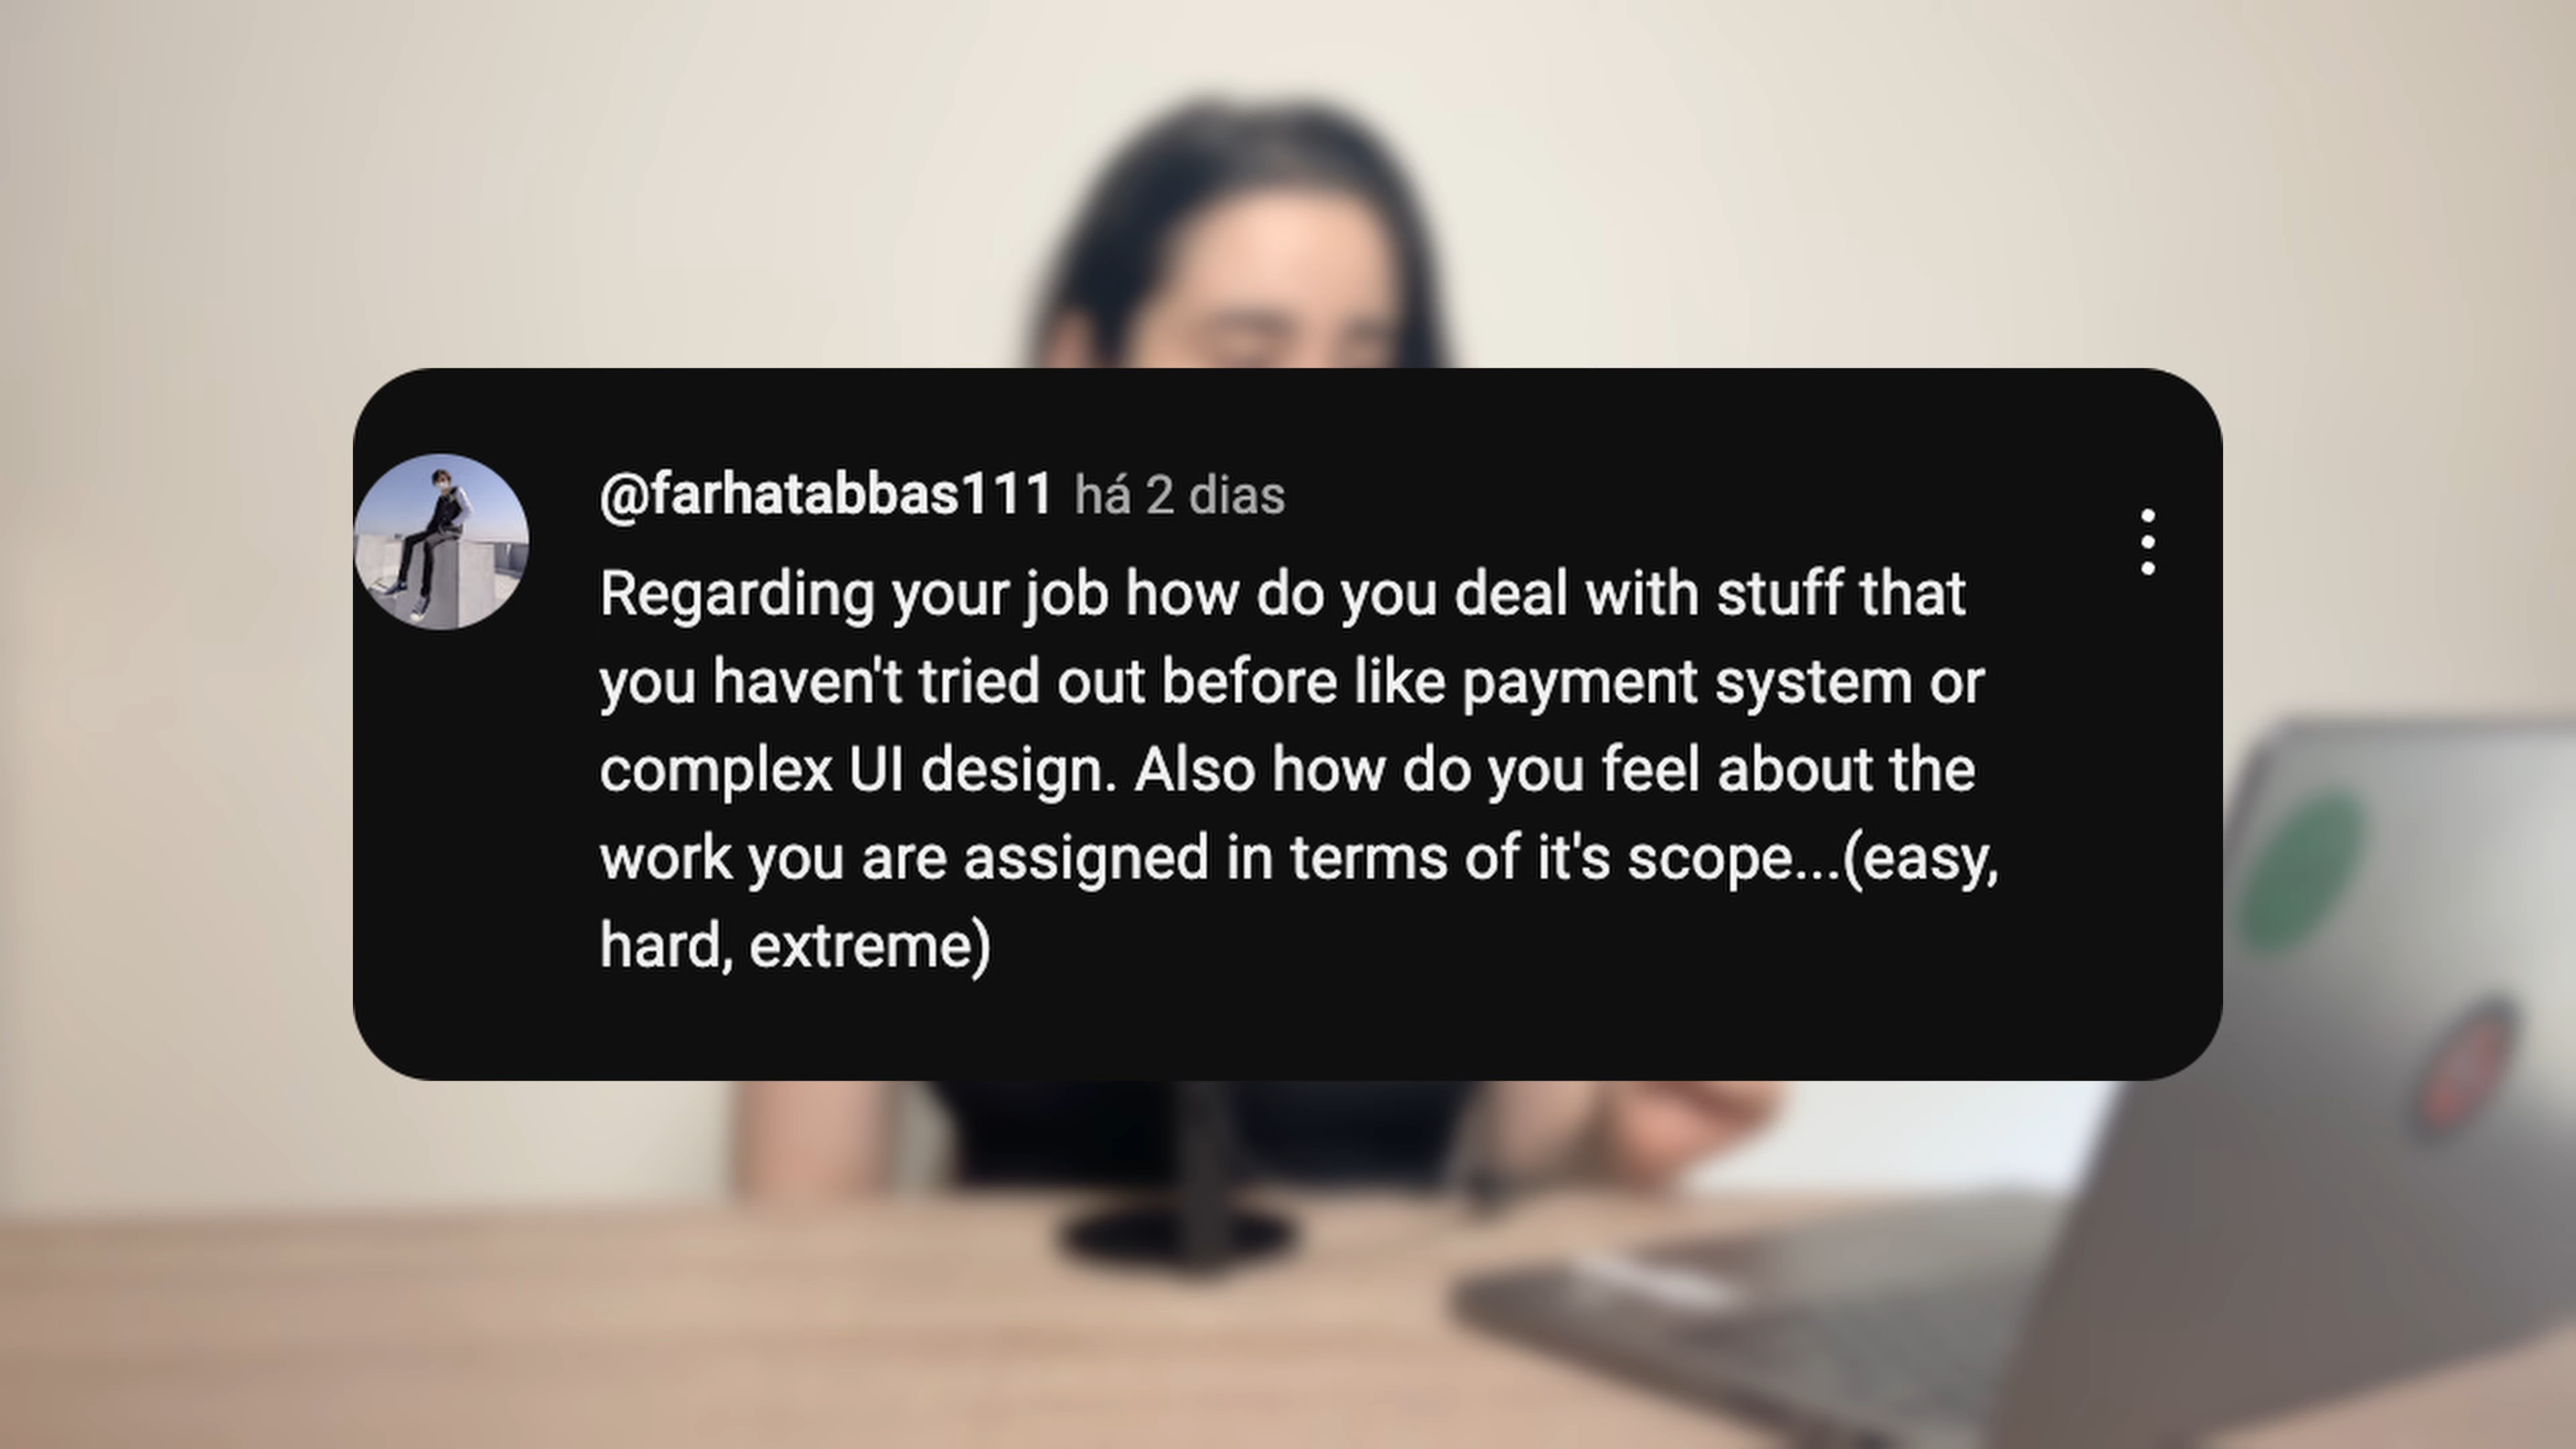 @farhatabbas111 há 2 dias
Regarding your job how do you deal with stuff that
you haven't tried out before like payment system or
complex UI design. Also how do you feel about the
work you are assigned in terms of it's scope...(easy,
hard, extreme)